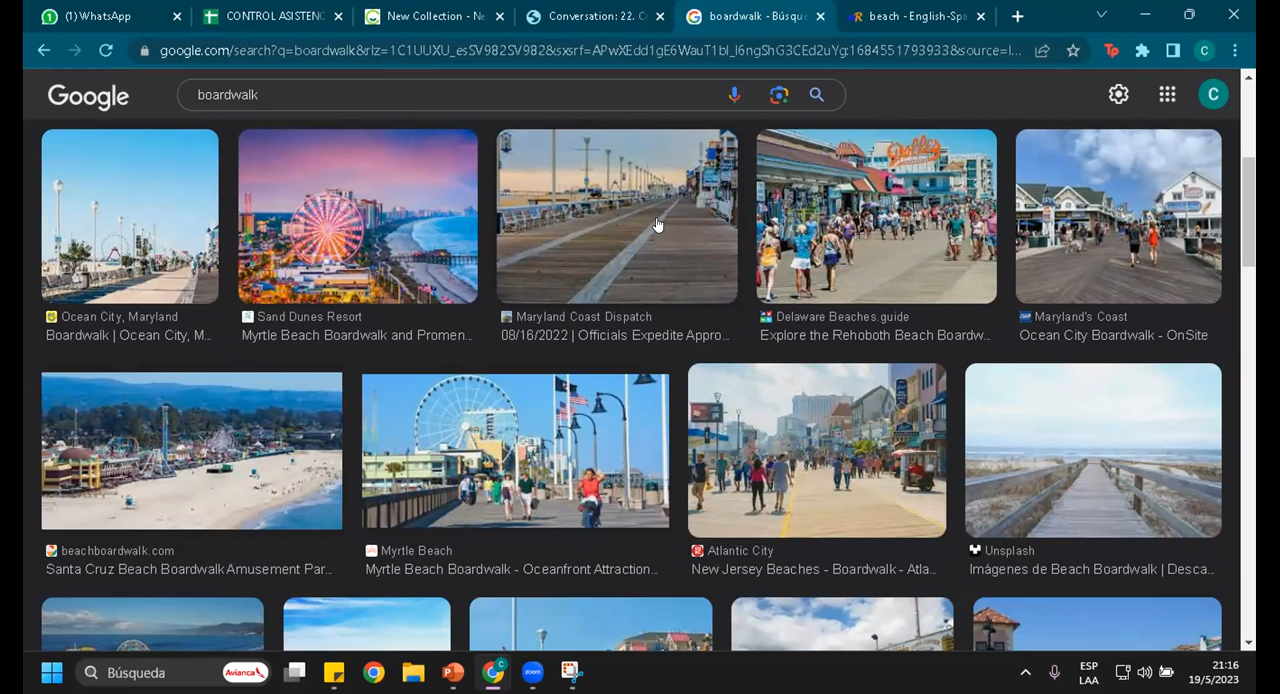 (1) WhatsApp
CONTROL ASISTENC
New Collection - Ne
Conversation: 22. C
boardwalk - Búsque
beach - English-Spa
google.com/search?q=boardwalk&rlz=1C1UUXU_esSV982SV982&sxsrf=APwXEdd1gE6WauT1bl_l6ngShG3CEd2uYg:1684551793933&source=l...
Google
boardwalk
C
Dolles
Ocean City, Maryland
Boardwalk | Ocean City, M...
Sand Dunes Resort
Myrtle Beach Boardwalk and Promen...
Maryland Coast Dispatch
08/16/2022 | Officials Expedite Appro...
Delaware Beaches.guide
Explore the Rehoboth Beach Boardw...
Maryland's Coast
Ocean City Boardwalk - OnSite
beachboardwalk.com
Santa Cruz Beach Boardwalk Amusement Par...
Myrtle Beach
Myrtle Beach Boardwalk - Oceanfront Attraction...
Atlantic City
New Jersey Beaches - Boardwalk - Atla...
Unsplash
Imágenes de Beach Boardwalk | Desca...
Búsqueda
Avianca
zoom
ESP
LAA
21:16
19/5/2023